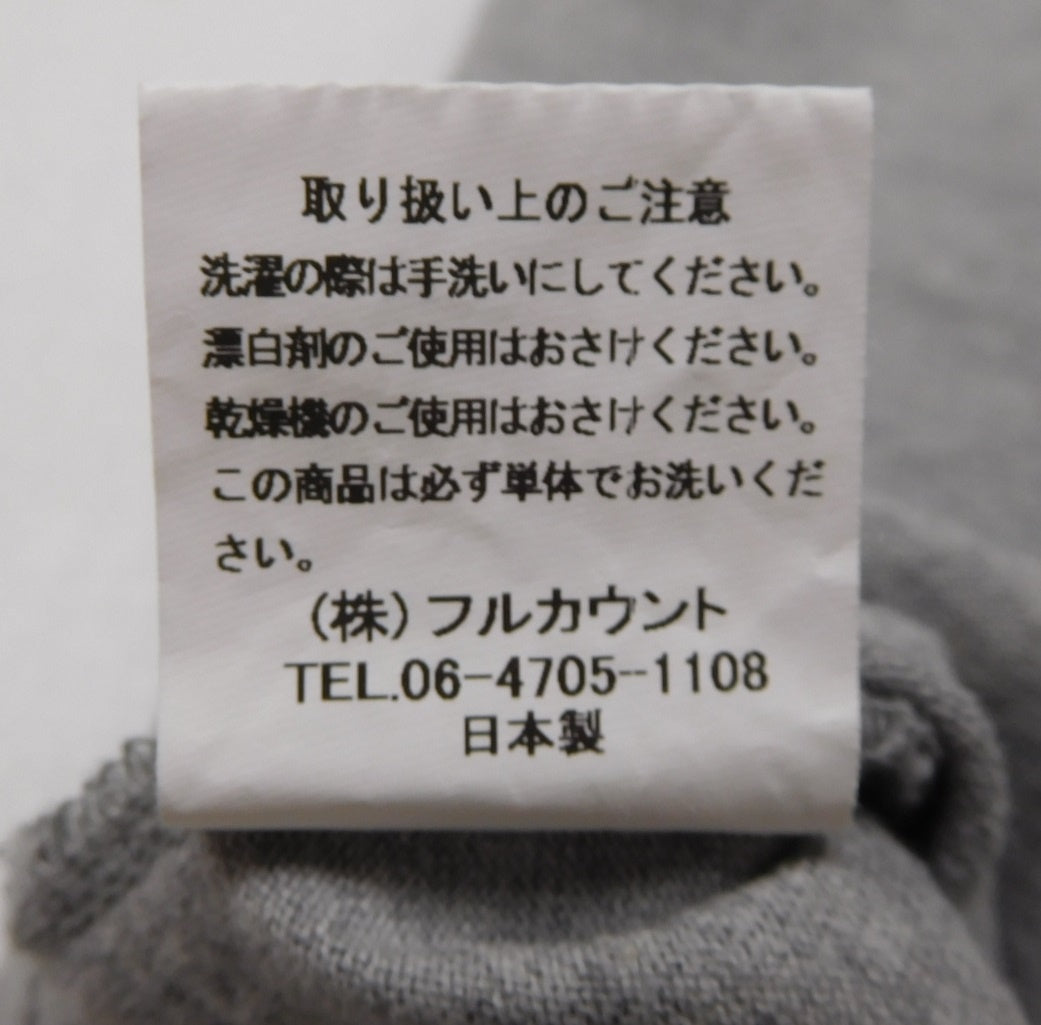 取り扱い上のご注意
洗濯の際は手洗いにしてください。
漂白剤のご使用はおさけください。
乾燥機のご使用はおさけください。
この商品は必ず単体でお洗いくだ
さい。
(株)フルカウント
TEL.06-4705-1108
日本製